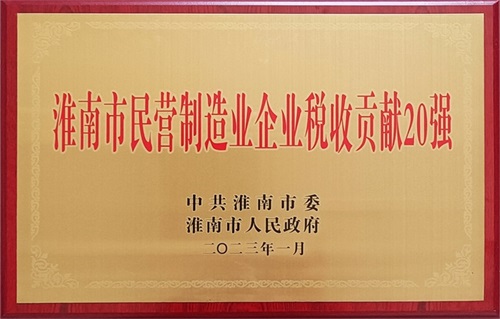 淮南市民营制造业企业税收贡献20强
中共淮南市委
淮南市人民政府
二〇二三年一月